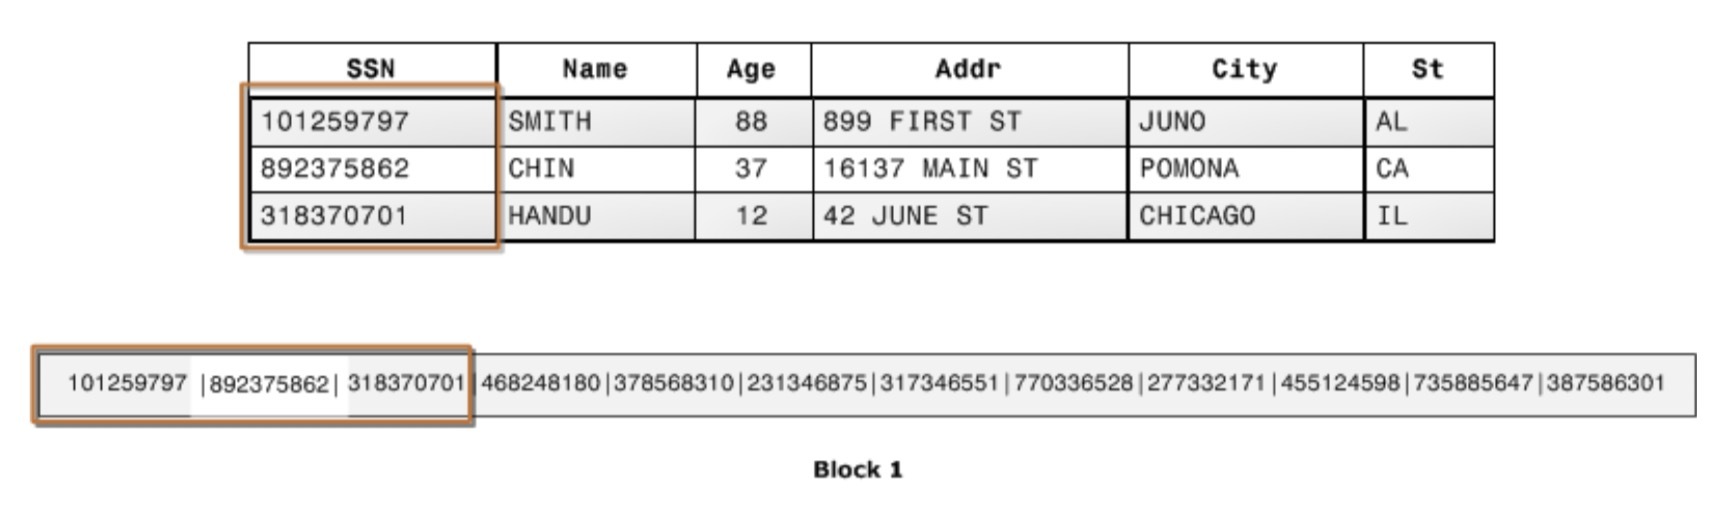 SSN Name Age Addr City St
101259797 SMITH 88 899 FIRST ST JUNO AL
892375862 CHIN 37 16137 MAIN ST POMONA CA
318370701 HANDU 12 42 JUNE ST CHICAGO IL
101259797 |892375862| 318370701|468248180|378568310|231346875|317346551|770336528|277332171|455124598|735885647|387586301
Block 1